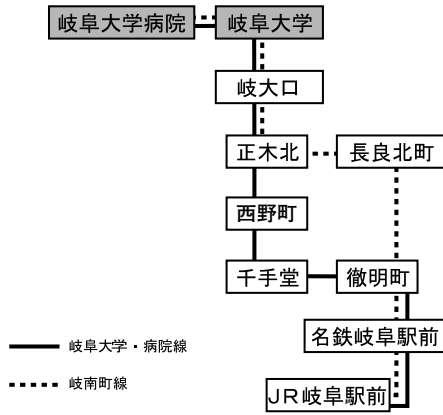 岐阜大学病院 岐阜大学
岐大口
正木北 長良北町
西野町
千手堂 徹明町
名鉄岐阜駅前
JR岐阜駅前
岐阜大学・病院線
岐南町線